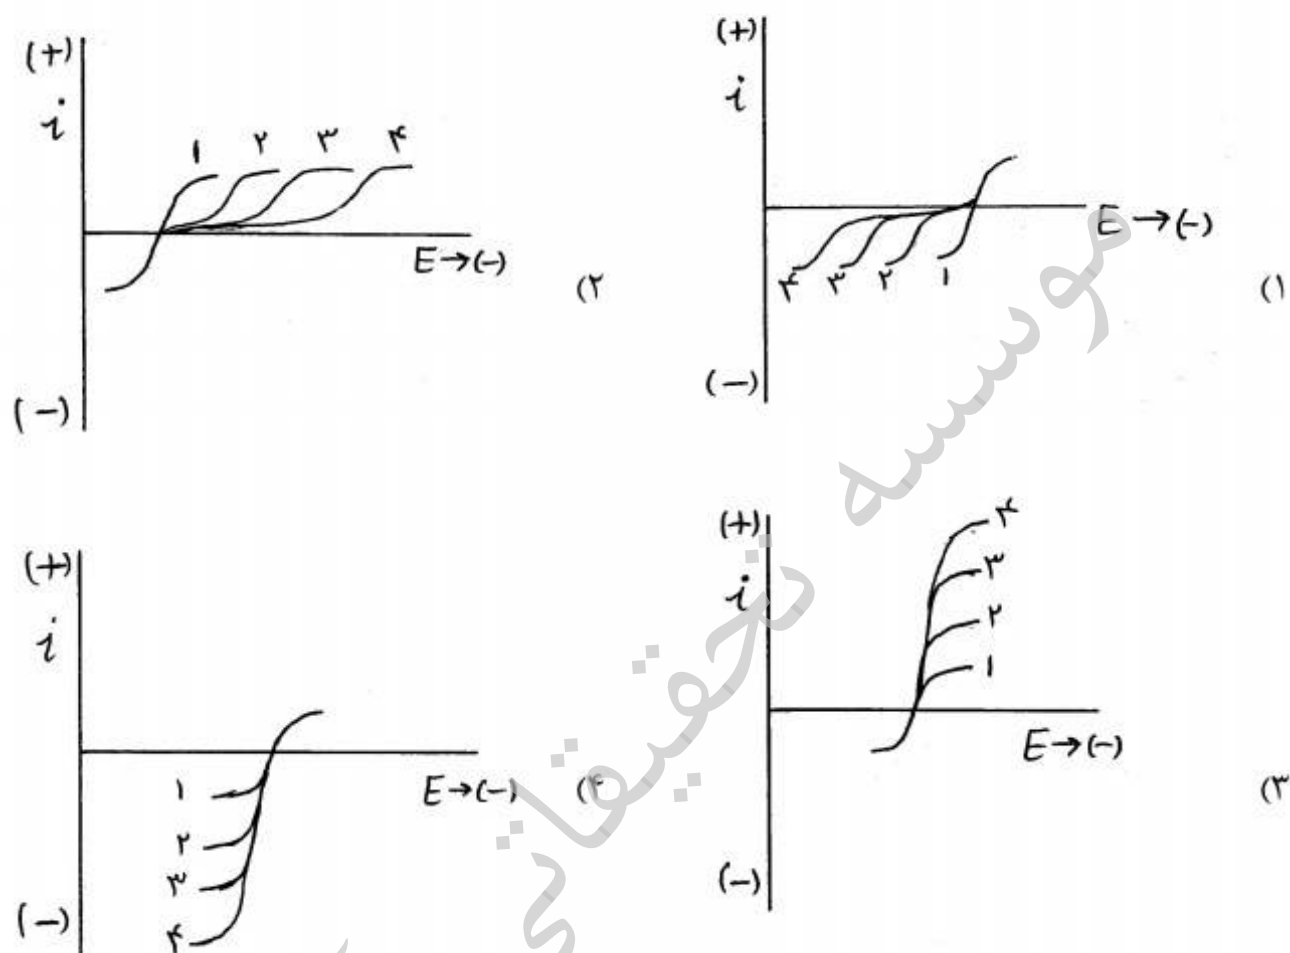 (+)
i
۱
E → (-)
۱ ۲ ۳ ۴
(-)
(۱
(+)
i
۱ ۲ ۳ ۴
E → (-)
(-)
(۲
(+)
i
۴
۳
۲
۱
E → (-)
(-)
(۳
(+)
i
۱
۲
۳
۴
E → (-)
(-)
(۴
موسسه تحقیقاتی